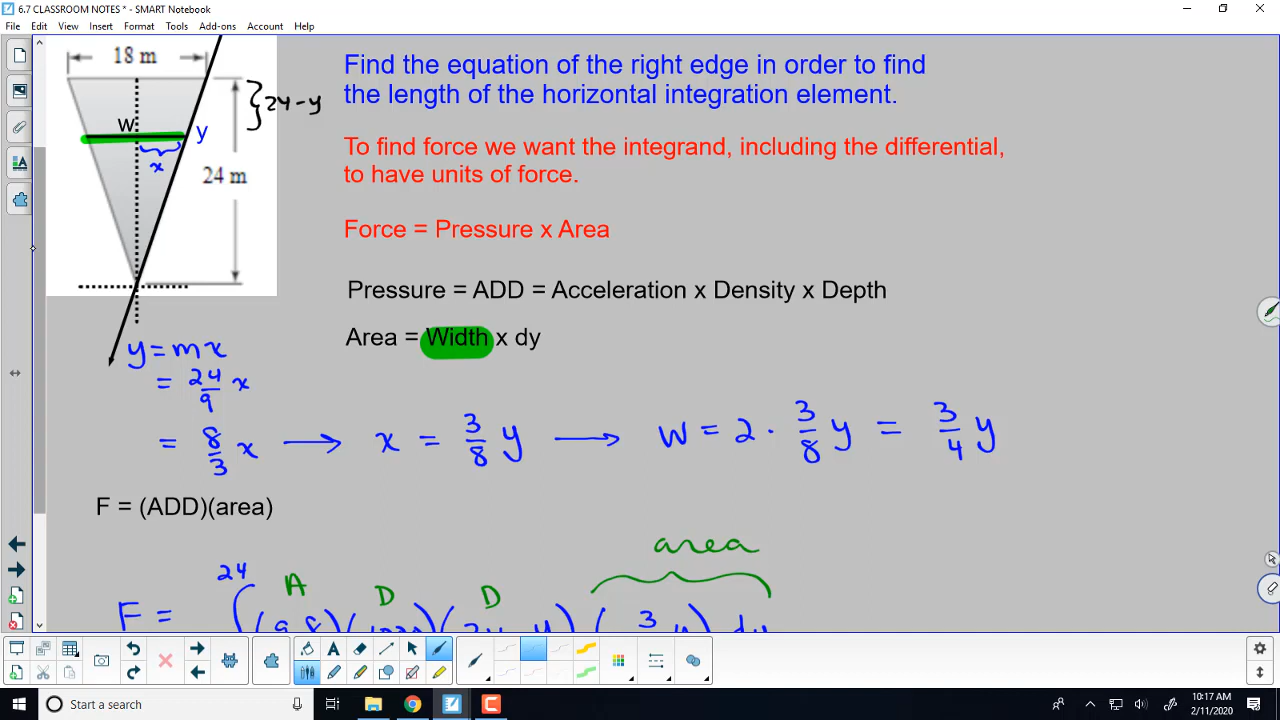 6.7 CLASSROOM NOTES * - SMART Notebook
File Edit View Insert Format Tools Add-ons Account Help
18 m
24 - y
w
y
x
24 m
Find the equation of the right edge in order to find
the length of the horizontal integration element.
To find force we want the integrand, including the differential,
to have units of force.
Force = Pressure x Area
Pressure = ADD = Acceleration x Density x Depth
Area = Width x dy
y = mx
= 24/9 x
= 8/3 x → x = 3/8 y → w = 2 · 3/8 y = 3/4 y
F = (ADD)(area)
area
24
A D D
F =
Start a search
10:17 AM
2/11/2020